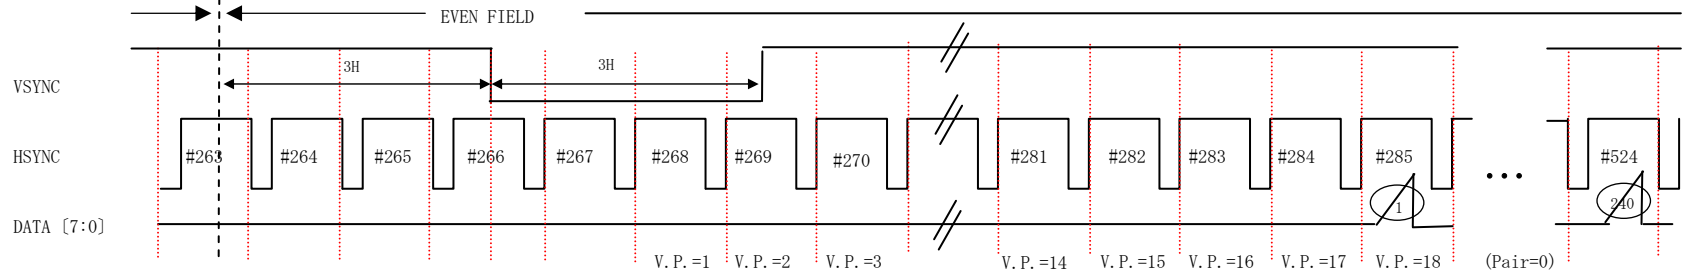 EVEN FIELD
3H 3H
VSYNC
HSYNC #263 #264 #265 #266 #267 #268 #269 #270 #281 #282 #283 #284 #285 ... #524
DATA [7:0] 1 240
V.P.=1 V.P.=2 V.P.=3 V.P.=14 V.P.=15 V.P.=16 V.P.=17 V.P.=18 (Pair=0)